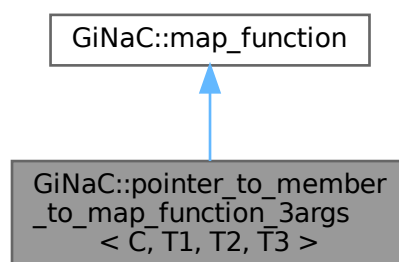 GiNaC::map_function
GiNaC::pointer_to_member
_to_map_function_3args
< C, T1, T2, T3 >